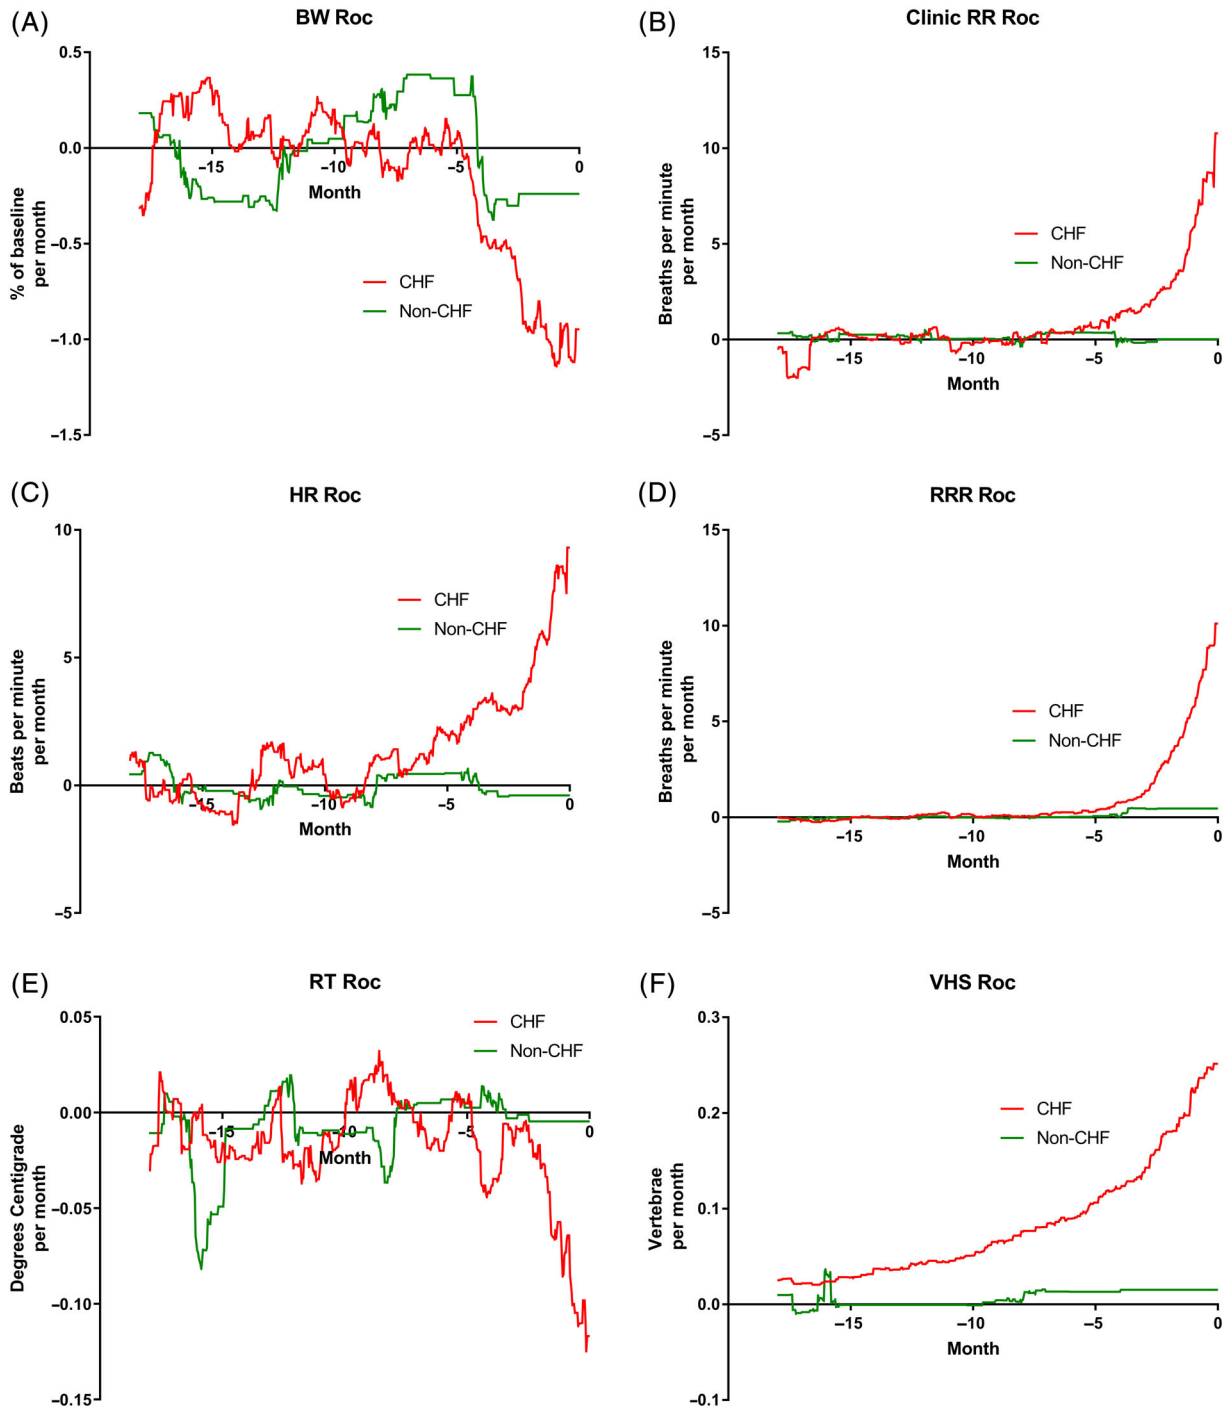 (A)
BW Roc
0.5
0.0
−0.5
−1.0
−1.5
−15
−10
−5
0
Month
% of baseline
per month
CHF
Non-CHF
(B)
Clinic RR Roc
15
10
5
0
−5
−15
−10
−5
0
Month
Breaths per minute
per month
CHF
Non-CHF
(C)
HR Roc
10
5
0
−5
−15
−10
−5
0
Month
Beats per minute
per month
CHF
Non-CHF
(D)
RRR Roc
15
10
5
0
−5
−15
−10
−5
0
Month
Breaths per minute
per month
CHF
Non-CHF
(E)
RT Roc
0.05
0.00
−0.05
−0.10
−0.15
−15
−10
−5
0
Month
Degrees Centigrade
per month
CHF
Non-CHF
(F)
VHS Roc
0.3
0.2
0.1
0.0
−0.1
−15
−10
−5
0
Month
Vertebrae
per month
CHF
Non-CHF